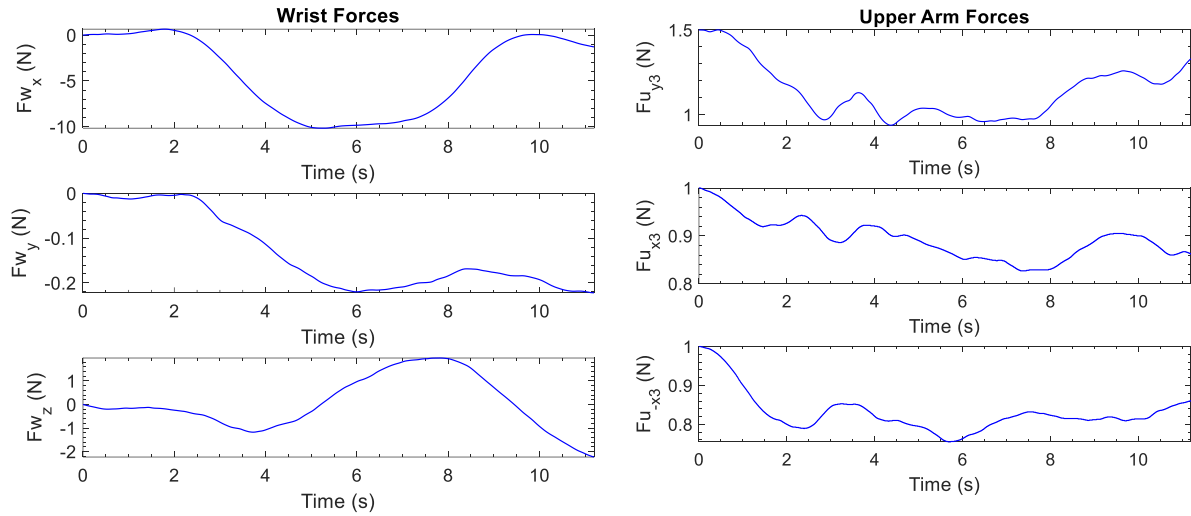 Wrist Forces
0
-5
-10
Fw_x (N)
0 2 4 6 8 10
Time (s)
0
-0.1
-0.2
Fw_y (N)
0 2 4 6 8 10
Time (s)
1
0
-1
-2
Fw_z (N)
0 2 4 6 8 10
Time (s)
Upper Arm Forces
1.5
1
Fu_y3 (N)
0 2 4 6 8 10
Time (s)
1
0.9
0.8
Fu_x3 (N)
0 2 4 6 8 10
Time (s)
1
0.9
0.8
Fu_-x3 (N)
0 2 4 6 8 10
Time (s)